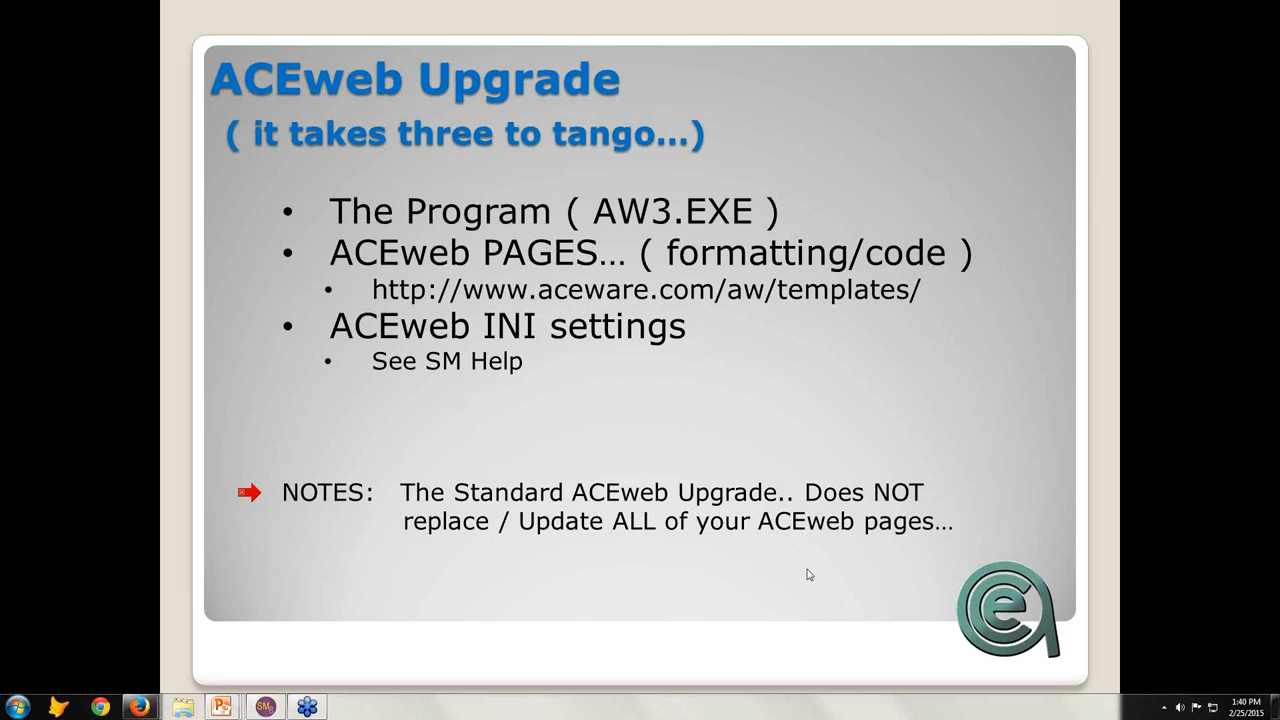 ACEweb Upgrade
( it takes three to tango...)
• The Program ( AW3.EXE )
• ACEweb PAGES... ( formatting/code )
• http://www.aceware.com/aw/templates/
• ACEweb INI settings
• See SM Help
NOTES: The Standard ACEweb Upgrade.. Does NOT
replace / Update ALL of your ACEweb pages...
1:40 PM
2/25/2015